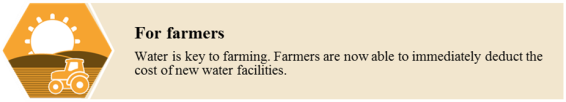 For farmers
Water is key to farming. Farmers are now able to immediately deduct the
cost of new water facilities.